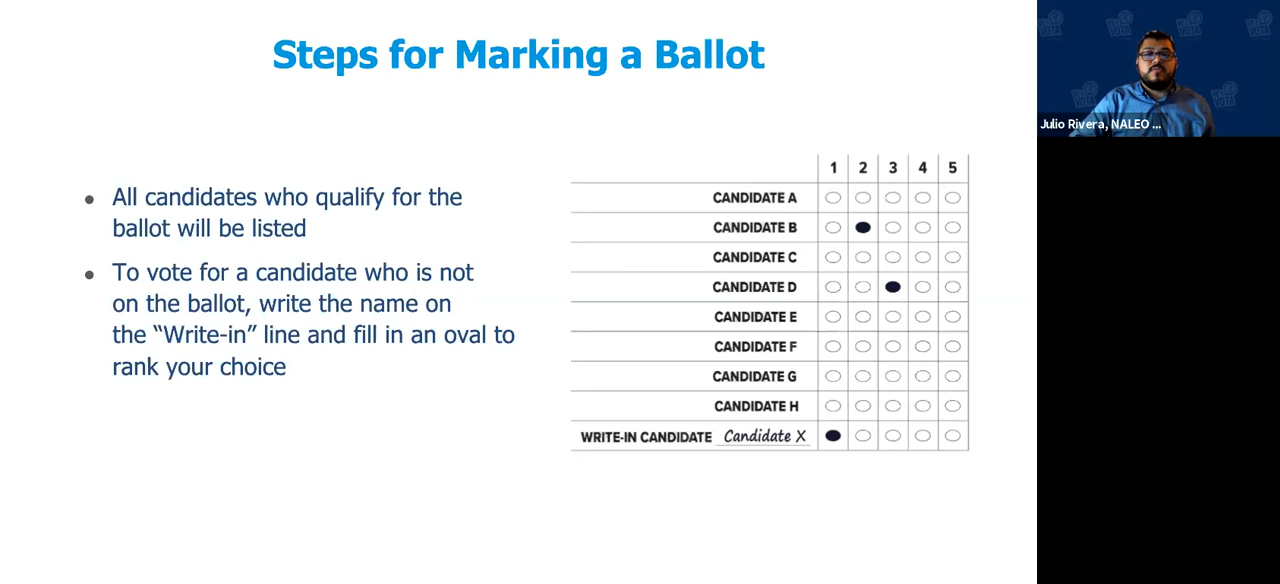 Steps for Marking a Ballot
All candidates who qualify for the
ballot will be listed
To vote for a candidate who is not
on the ballot, write the name on
the “Write-in” line and fill in an oval to
rank your choice
1 2 3 4 5
CANDIDATE A
CANDIDATE B
CANDIDATE C
CANDIDATE D
CANDIDATE E
CANDIDATE F
CANDIDATE G
CANDIDATE H
WRITE-IN CANDIDATE Candidate X
Julio Rivera, NALEO ...